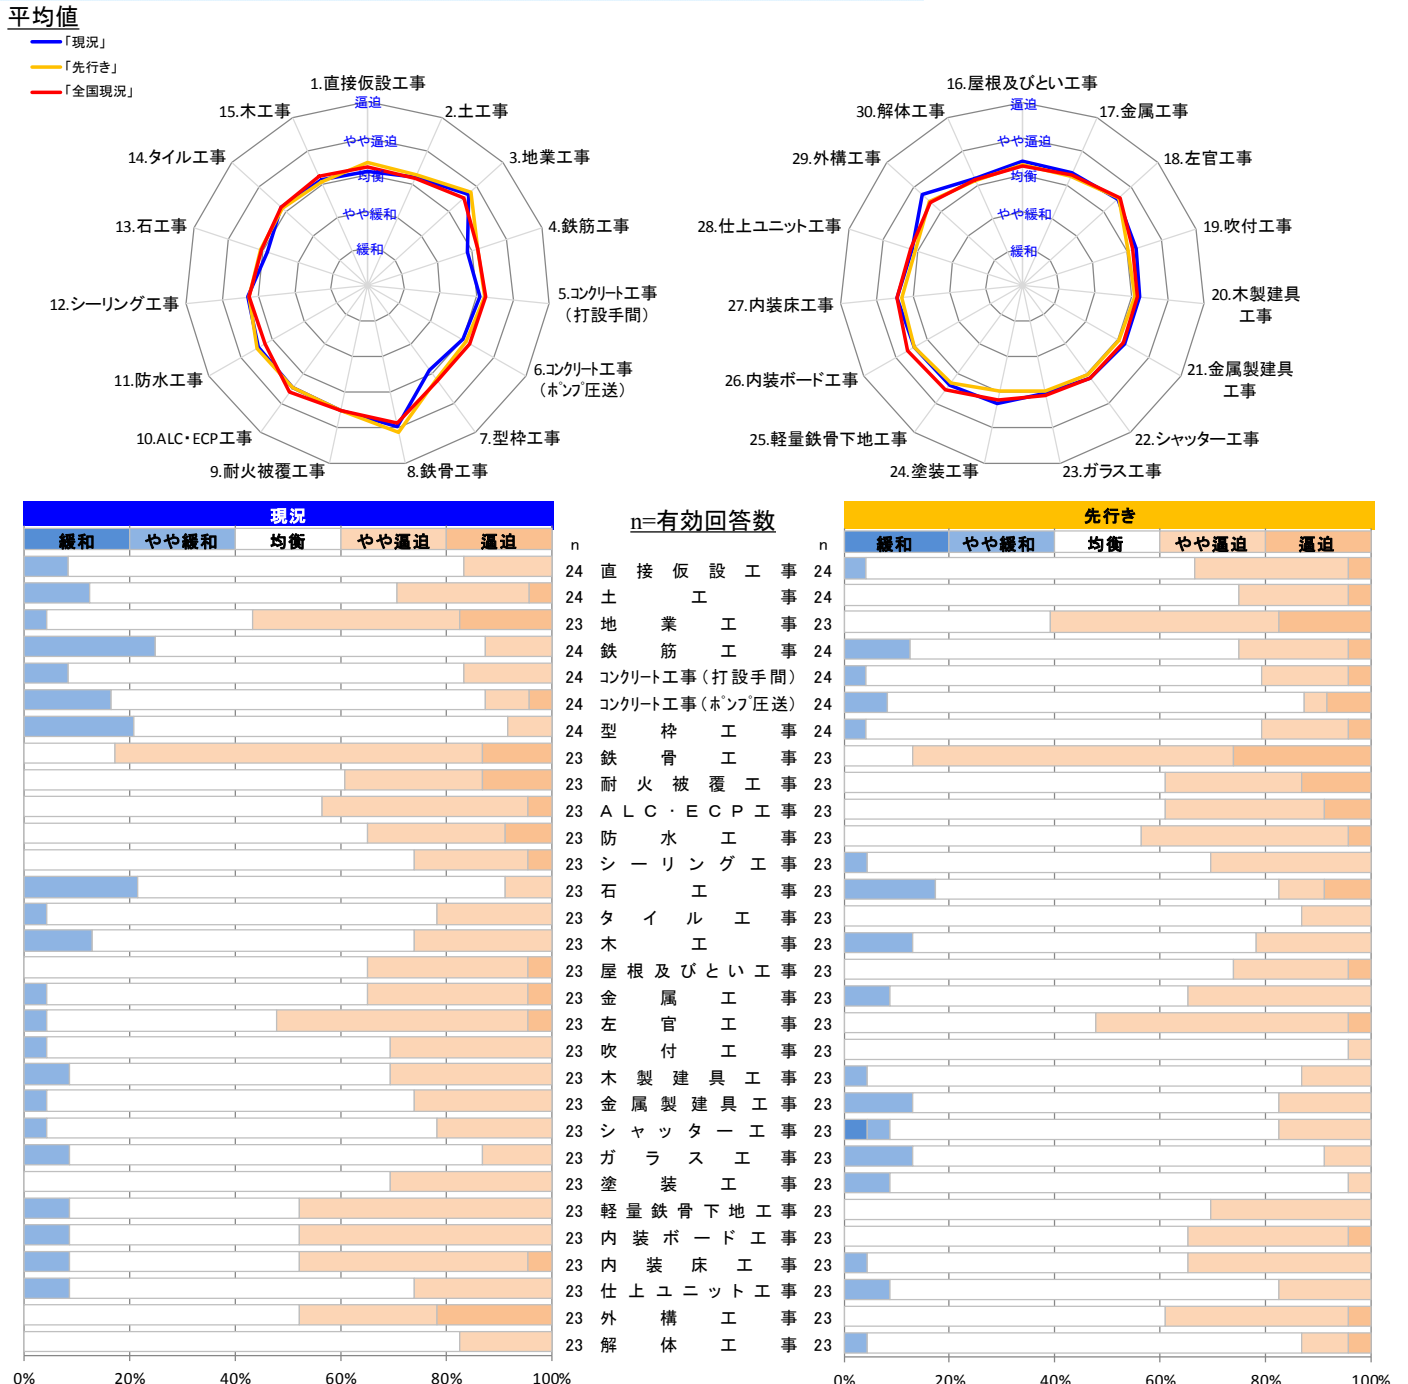 平均値
「現況」
「先行き」
「全国現況」
1.直接仮設工事
2.土工事
3.地業工事
4.鉄筋工事
5.ｺﾝｸﾘｰﾄ工事
（打設手間）
6.ｺﾝｸﾘｰﾄ工事
（ﾎﾟﾝﾌﾟ圧送）
7.型枠工事
8.鉄骨工事
9.耐火被覆工事
10.ALC・ECP工事
11.防水工事
12.シーリング工事
13.石工事
14.タイル工事
15.木工事
逼迫
やや逼迫
均衡
やや緩和
緩和
16.屋根及びとい工事
17.金属工事
18.左官工事
19.吹付工事
20.木製建具
工事
21.金属製建具
工事
22.シャッター工事
23.ガラス工事
24.塗装工事
25.軽量鉄骨下地工事
26.内装ボード工事
27.内装床工事
28.仕上ユニット工事
29.外構工事
30.解体工事
逼迫
やや逼迫
均衡
やや緩和
緩和
現況
n=有効回答数
先行き
緩和 やや緩和 均衡 やや逼迫 逼迫 n n 緩和 やや緩和 均衡 やや逼迫 逼迫
24 直接仮設工事 24
24 土工事 24
23 地業工事 23
24 鉄筋工事 24
24 ｺﾝｸﾘｰﾄ工事（打設手間） 24
24 ｺﾝｸﾘｰﾄ工事（ﾎﾟﾝﾌﾟ圧送） 24
24 型枠工事 24
23 鉄骨工事 23
23 耐火被覆工事 23
23 ＡＬＣ・ＥＣＰ工事 23
23 防水工事 23
23 シーリング工事 23
23 石工事 23
23 タイル工事 23
23 木工事 23
23 屋根及びとい工事 23
23 金属工事 23
23 左官工事 23
23 吹付工事 23
23 木製建具工事 23
23 金属製建具工事 23
23 シャッター工事 23
23 ガラス工事 23
23 塗装工事 23
23 軽量鉄骨下地工事 23
23 内装ボード工事 23
23 内装床工事 23
23 仕上ユニット工事 23
23 外構工事 23
23 解体工事 23
0% 20% 40% 60% 80% 100% 0% 20% 40% 60% 80% 100%